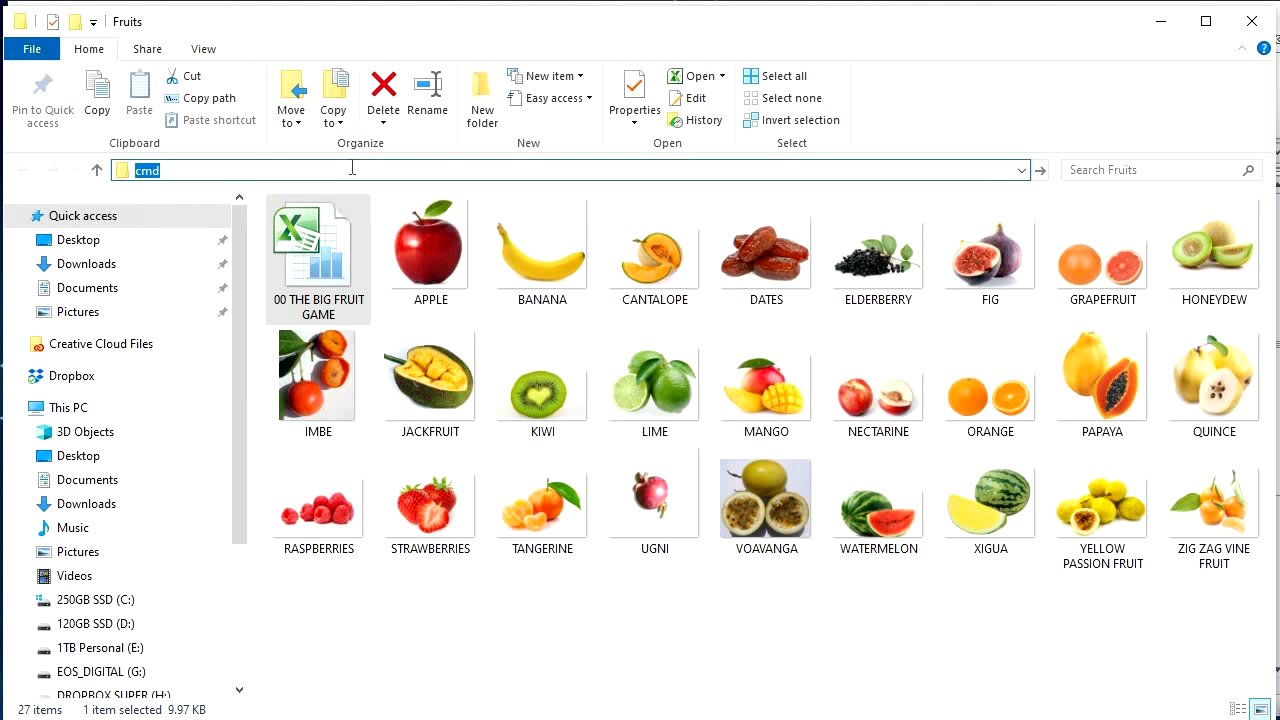 Fruits
File
Home
Share
View
Pin to Quick
access
Copy
Paste
Cut
Copy path
Paste shortcut
Clipboard
Move
to
Copy
to
Delete
Rename
Organize
New
folder
New item
Easy access
New
Properties
Open
Edit
History
Open
Select all
Select none
Invert selection
Select
cmd
Search Fruits
Quick access
Desktop
Downloads
Documents
Pictures
Creative Cloud Files
Dropbox
This PC
3D Objects
Desktop
Documents
Downloads
Music
Pictures
Videos
250GB SSD (C:)
120GB SSD (D:)
1TB Personal (E:)
EOS_DIGITAL (G:)
DROPBOX SUPER (H:)
00 THE BIG FRUIT
GAME
APPLE
BANANA
CANTALOPE
DATES
ELDERBERRY
FIG
GRAPEFRUIT
HONEYDEW
IMBE
JACKFRUIT
KIWI
LIME
MANGO
NECTARINE
ORANGE
PAPAYA
QUINCE
RASPBERRIES
STRAWBERRIES
TANGERINE
UGNI
VOAVANGA
WATERMELON
XIGUA
YELLOW
PASSION FRUIT
ZIG ZAG VINE
FRUIT
27 items
1 item selected 9.97 KB